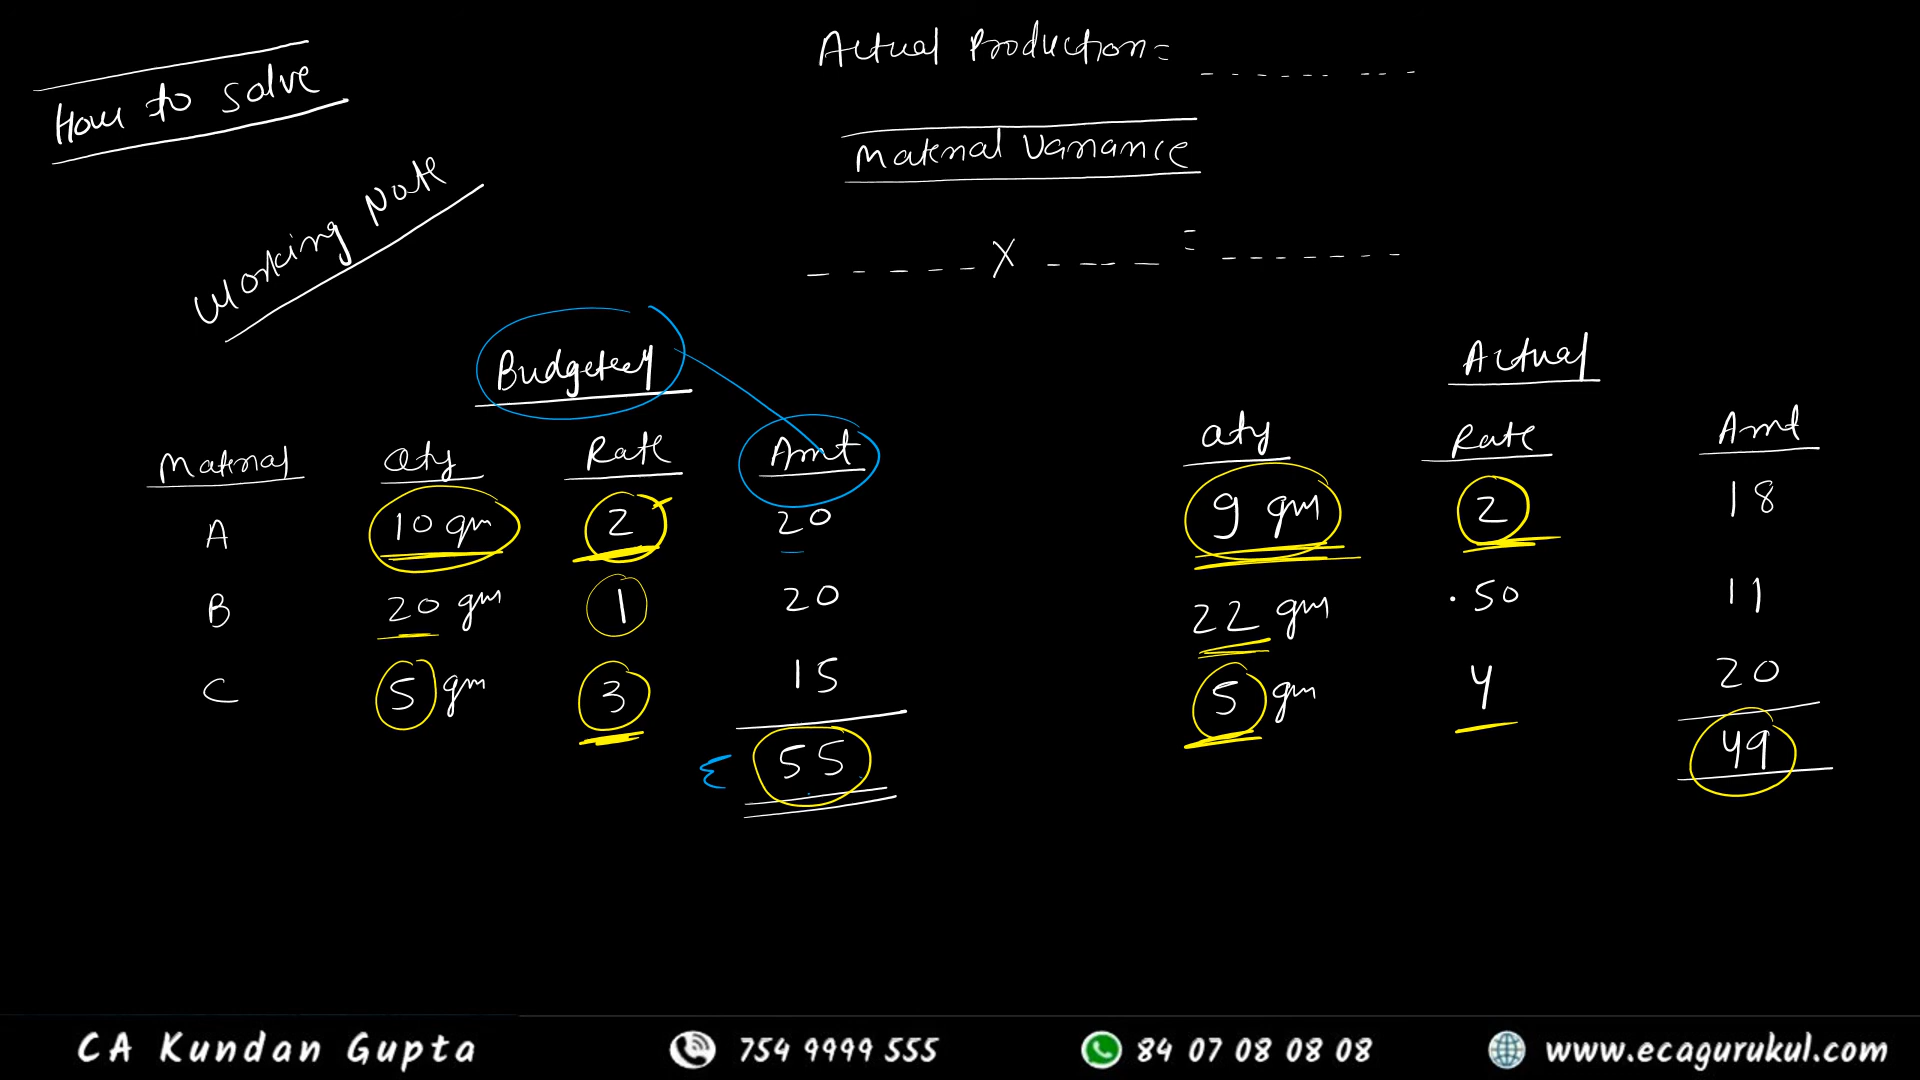 How to solve
Actual Production =
Material Variance
Working Note
X =
Budgeted
Actual
Material Qty Rate Amt Qty Rate Amt
A 10 gm 2 20 9 gm 2 18
B 20 gm 1 20 22 gm .50 11
C 5 gm 3 15 5 gm 4 20
Σ 55 49
CA Kundan Gupta 754 9999 555 84 07 08 08 08 www.ecagurukul.com